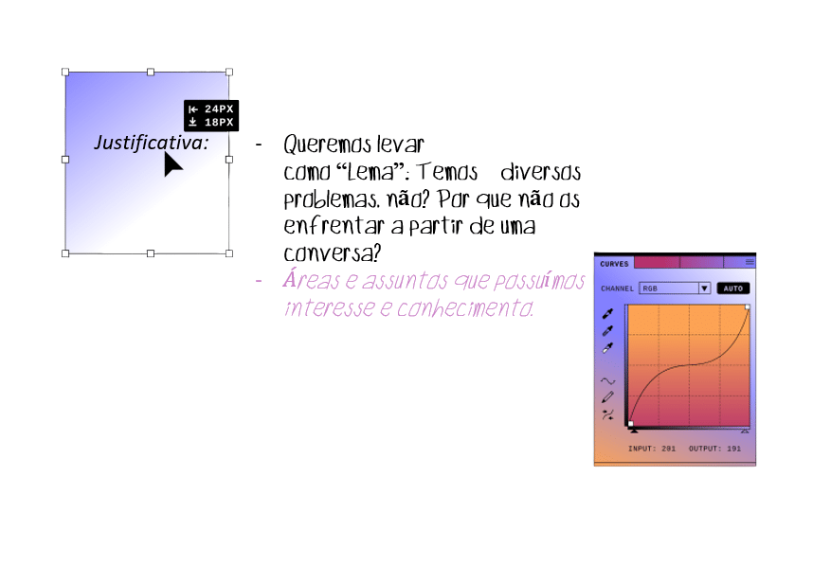 24PX
18PX
Justificativa:
- Queremos levar
como “Lema”: Temos diversos
problemas, não? Por que não os
enfrentar a partir de uma
conversa?
- Áreas e assuntos que possuímos
interesse e conhecimento.
CURVES
CHANNEL RGB AUTO
INPUT: 201 OUTPUT: 191